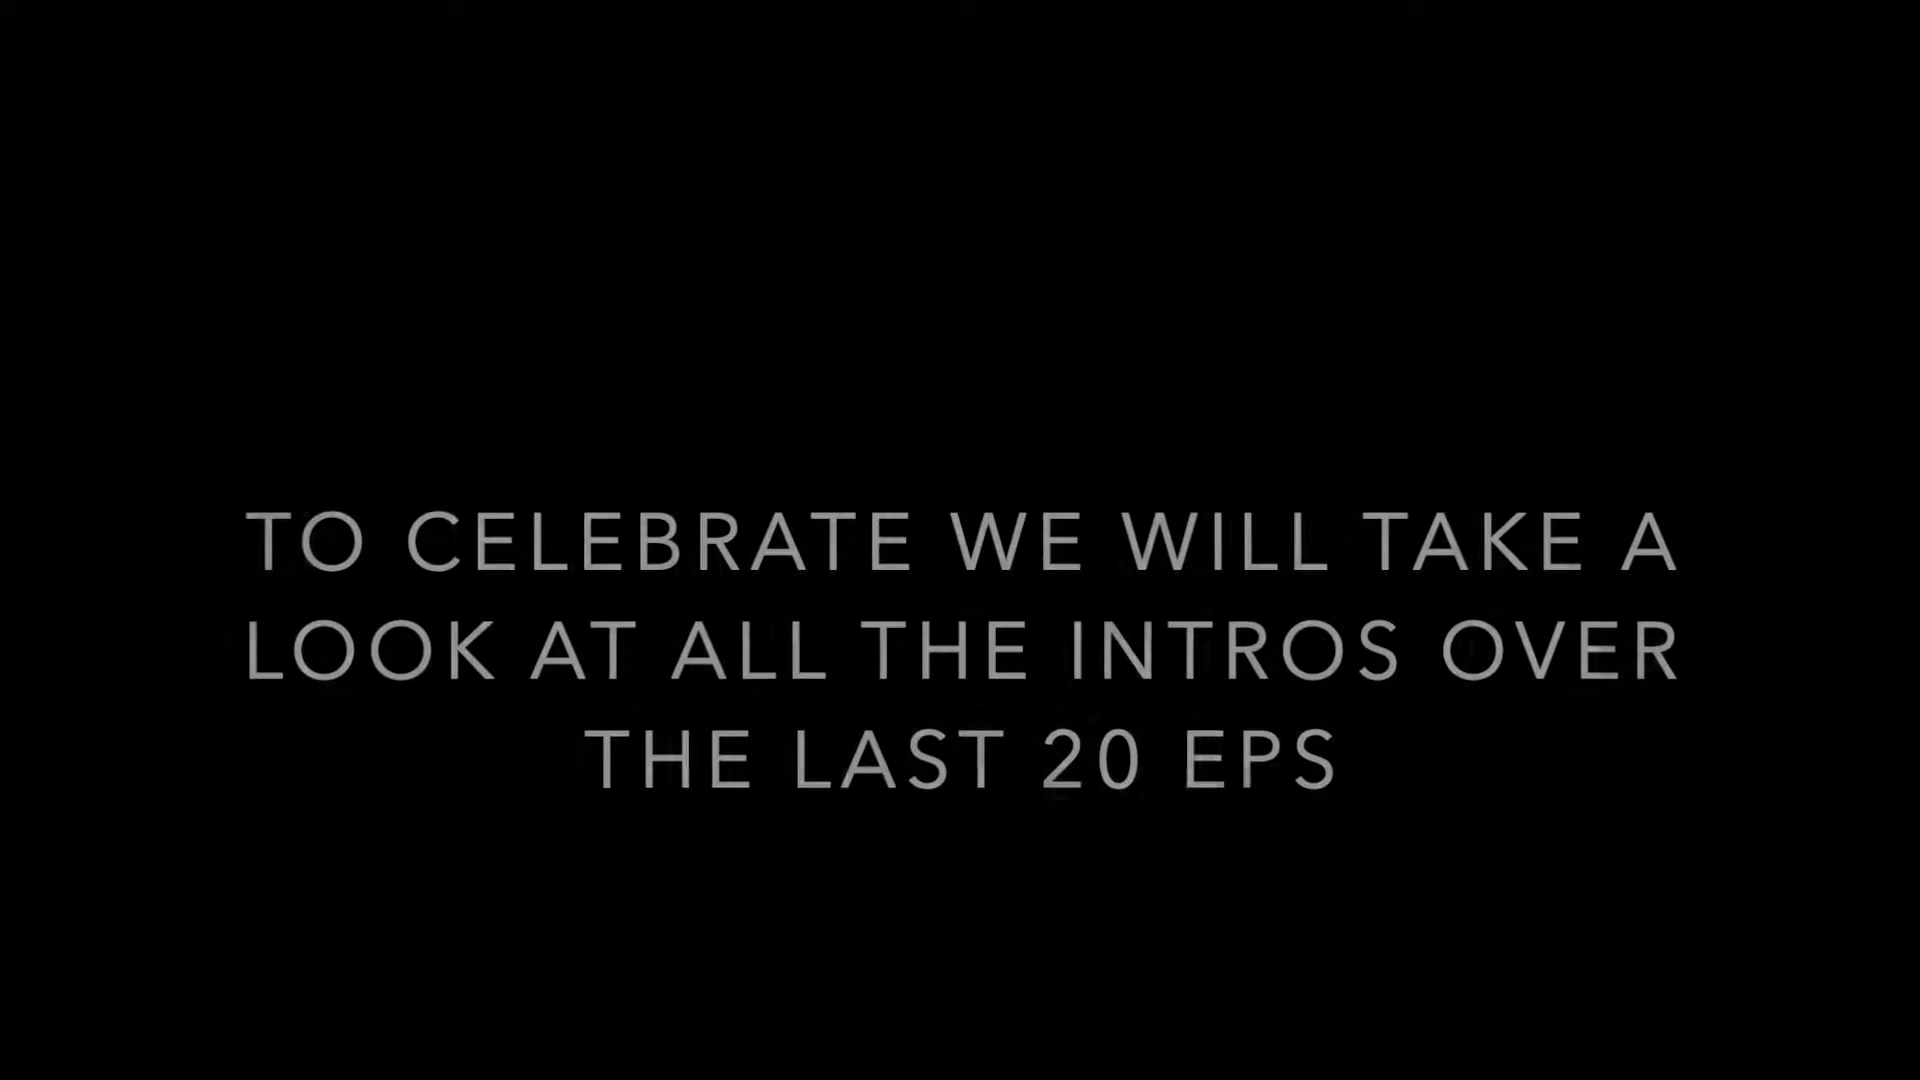 TO CELEBRATE WE WILL TAKE A
LOOK AT ALL THE INTROS OVER
THE LAST 20 EPS